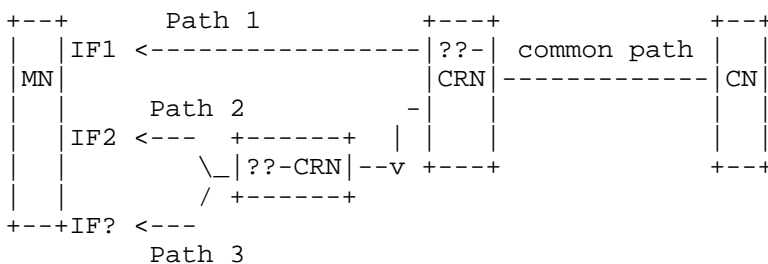 Path 1
IF1 <-----------------|??-| common path
MN CRN CN
Path 2
IF2 <---
\_|??-CRN|--v
IF? <---
Path 3